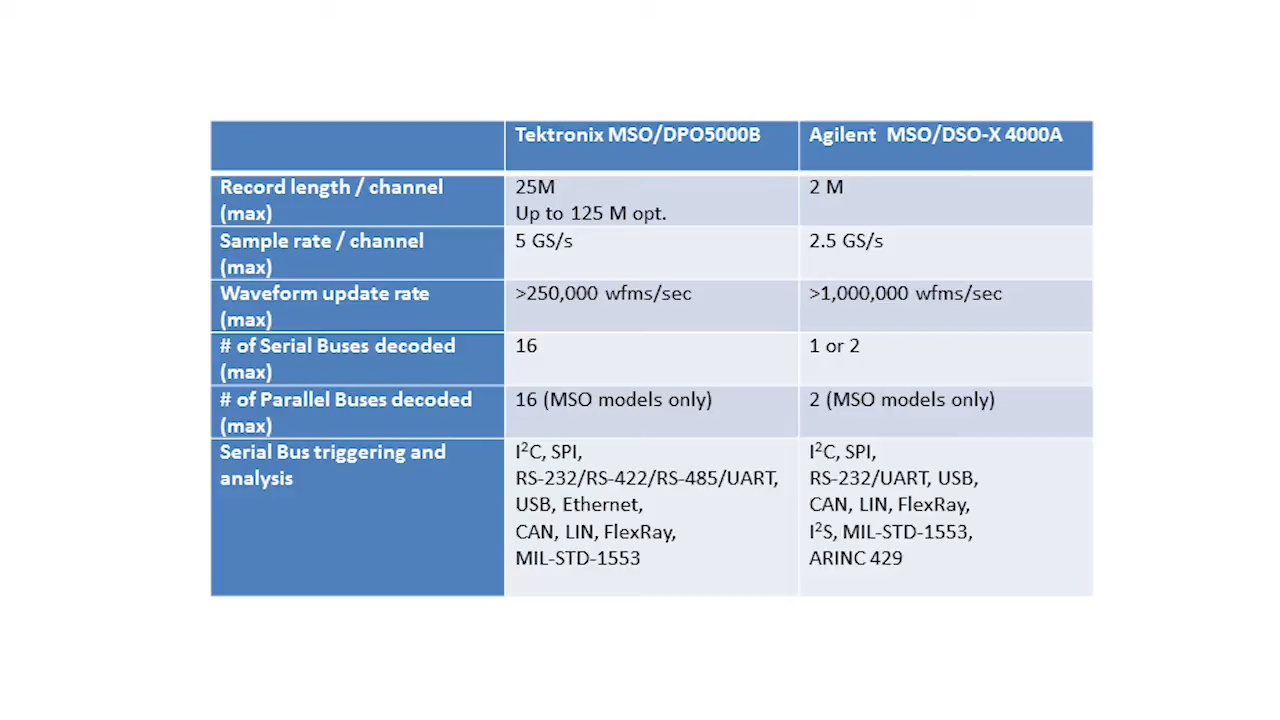 Tektronix MSO/DPO5000B
Agilent  MSO/DSO-X 4000A
Record length / channel
(max)
25M
Up to 125 M opt.
2 M
Sample rate / channel
(max)
5 GS/s
2.5 GS/s
Waveform update rate
(max)
>250,000 wfms/sec
>1,000,000 wfms/sec
# of Serial Buses decoded
(max)
16
1 or 2
# of Parallel Buses decoded
(max)
16 (MSO models only)
2 (MSO models only)
Serial Bus triggering and
analysis
I²C, SPI,
RS-232/RS-422/RS-485/UART,
USB, Ethernet,
CAN, LIN, FlexRay,
MIL-STD-1553
I²C, SPI,
RS-232/UART, USB,
CAN, LIN, FlexRay,
I²S, MIL-STD-1553,
ARINC 429